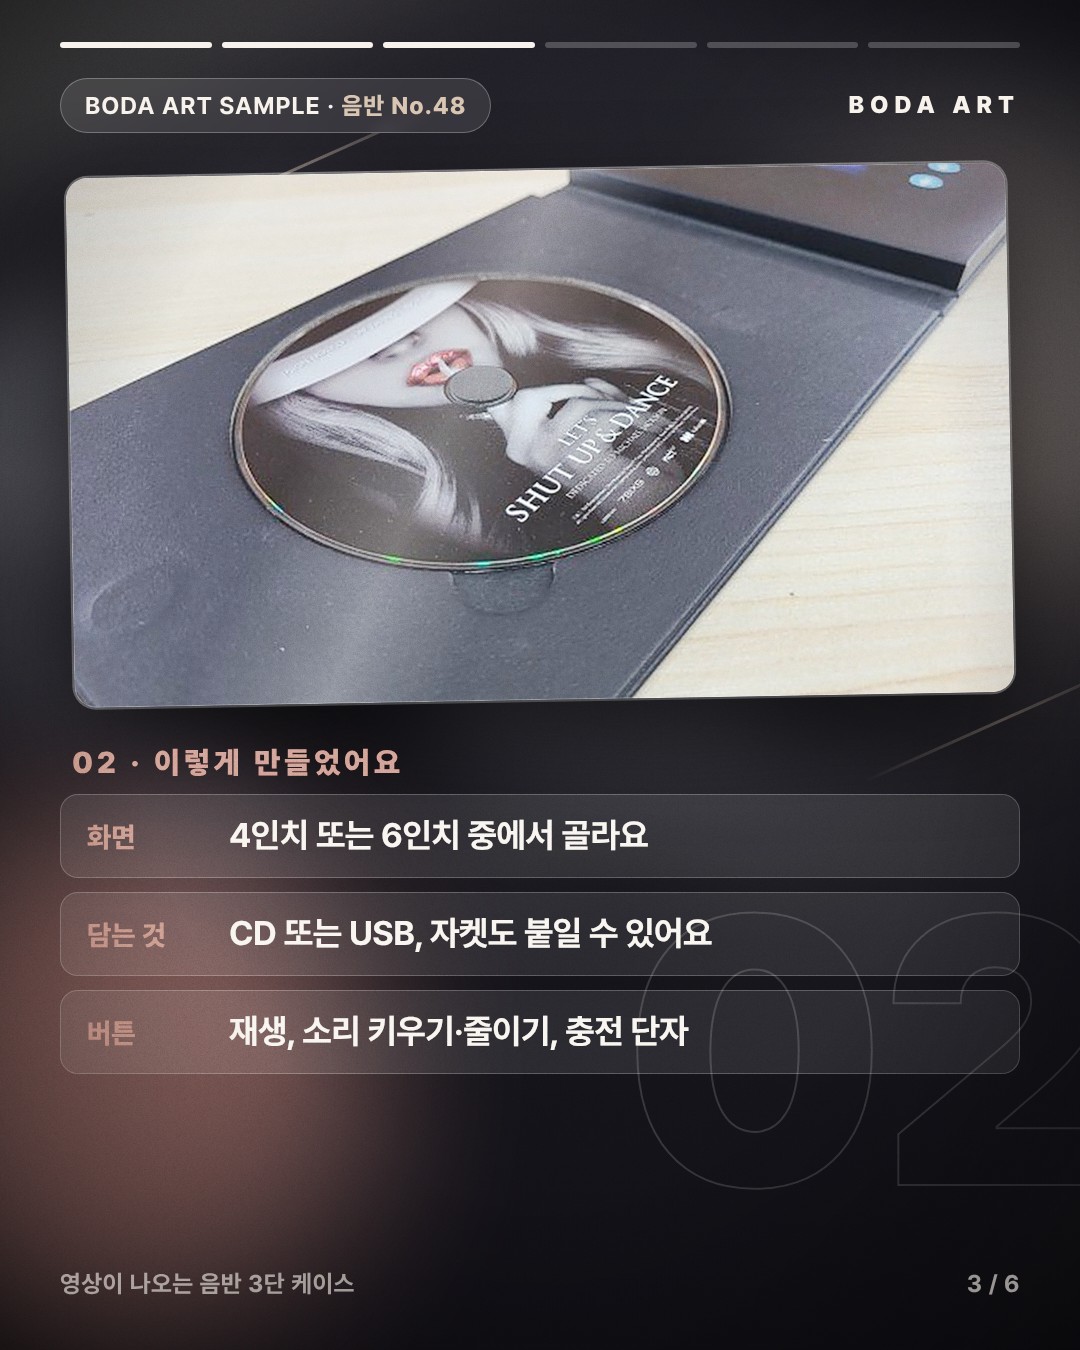 BODA ART SAMPLE · 음반 No.48
BODA ART
LET'S
SHUT UP & DANCE
DEDICATED TO MICHAEL JACKSON
02 · 이렇게 만들었어요
화면 4인치 또는 6인치 중에서 골라요
담는 것 CD 또는 USB, 자켓도 붙일 수 있어요
버튼 재생, 소리 키우기·줄이기, 충전 단자
02
영상이 나오는 음반 3단 케이스
3 / 6